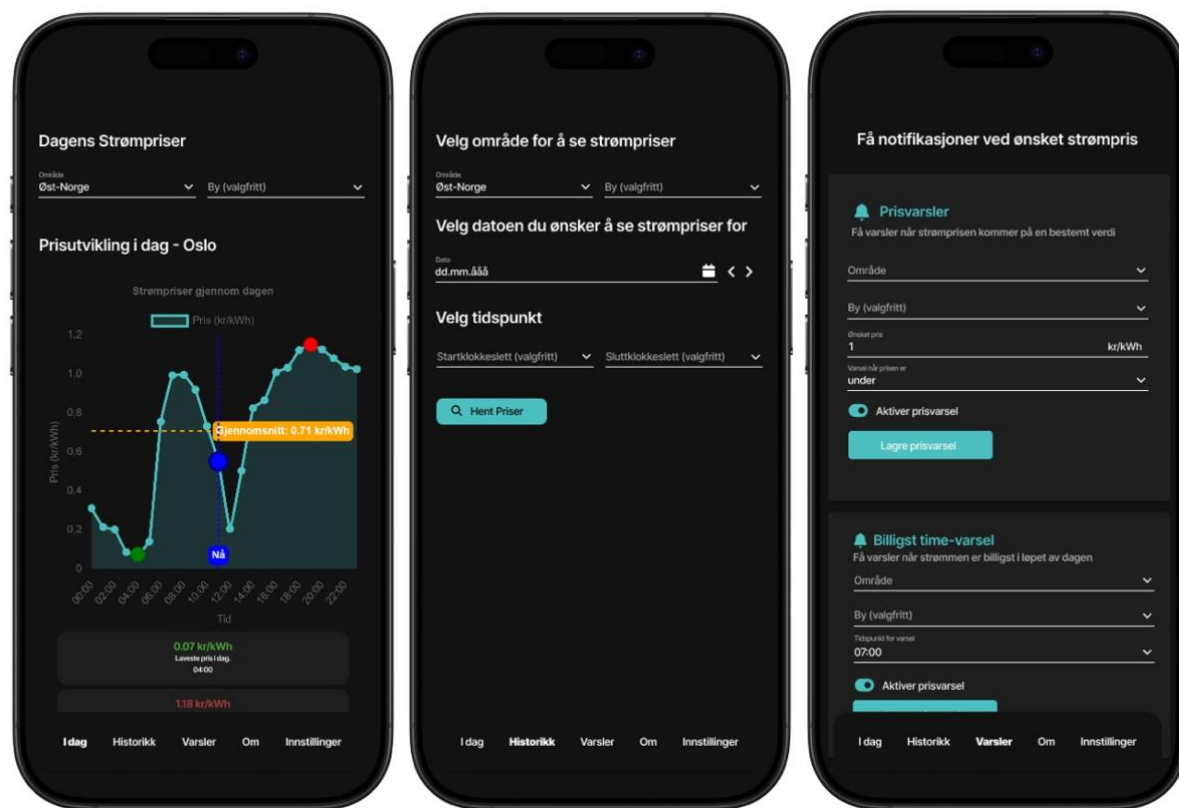 Dagens Strømpriser
Område
Øst-Norge
By (valgfritt)
Prisutvikling i dag - Oslo
Strømpriser gjennom dagen
Pris (kr/kWh)
1.2
1.0
0.8
0.6
0.4
0.2
0
Pris (kr/kWh)
Gjennomsnitt: 0.71 kr/kWh
Nå
00:00
02:00
04:00
06:00
08:00
10:00
12:00
14:00
16:00
18:00
20:00
22:00
Tid
0.07 kr/kWh
Laveste pris i dag.
04:00
1.18 kr/kWh
I dag Historikk Varsler Om Innstillinger
Velg område for å se strømpriser
Område
Øst-Norge
By (valgfritt)
Velg datoen du ønsker å se strømpriser for
Dato
dd.mm.ååå
Velg tidspunkt
Startklokkeslett (valgfritt) Sluttklokkeslett (valgfritt)
Hent Priser
I dag Historikk Varsler Om Innstillinger
Få notifikasjoner ved ønsket strømpris
Prisvarsler
Få varsler når strømprisen kommer på en bestemt verdi
Område
By (valgfritt)
Ønsket pris
1 kr/kWh
Varsel når prisen er
under
Aktiver prisvarsel
Lagre prisvarsel
Billigst time-varsel
Få varsler når strømmen er billigst i løpet av dagen
Område
By (valgfritt)
Tidspunkt for varsel
07:00
Aktiver prisvarsel
I dag Historikk Varsler Om Innstillinger